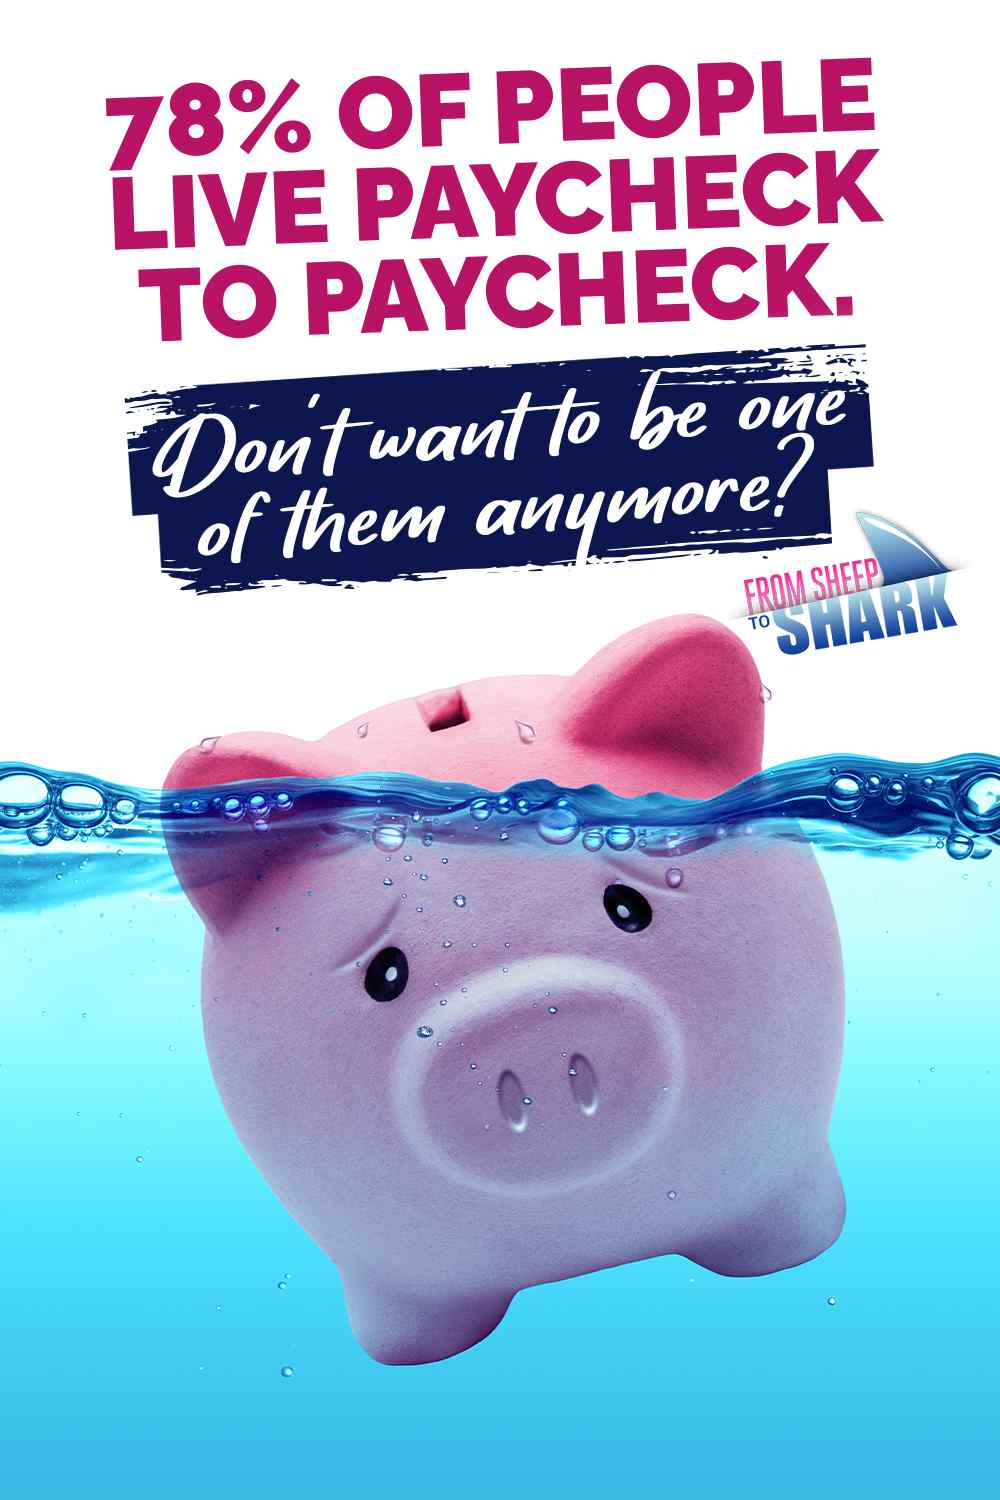 78% OF PEOPLE
LIVE PAYCHECK
TO PAYCHECK.
Don't want to be one
of them anymore?
FROM SHEEP
TO SHARK